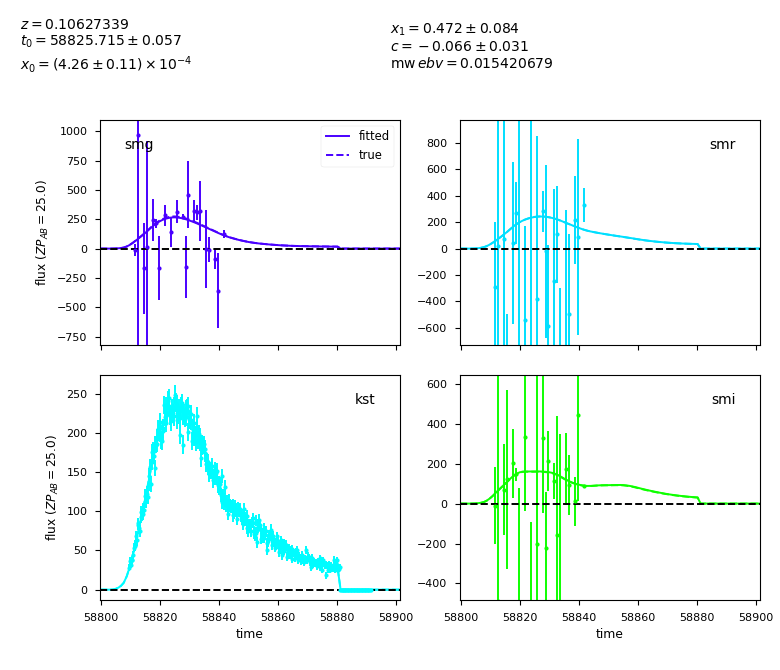 z = 0.10627339
t₀ = 58825.715 ± 0.057
x₀ = (4.26 ± 0.11) × 10⁻⁴
x₁ = 0.472 ± 0.084
c = −0.066 ± 0.031
mw ebv = 0.015420679
smg
fitted
true
1000
750
500
250
0
−250
−500
−750
flux (ZP_AB = 25.0)
smr
800
600
400
200
0
−200
−400
−600
kst
250
200
150
100
50
0
flux (ZP_AB = 25.0)
58800 58820 58840 58860 58880 58900
time
smi
600
400
200
0
−200
−400
58800 58820 58840 58860 58880 58900
time